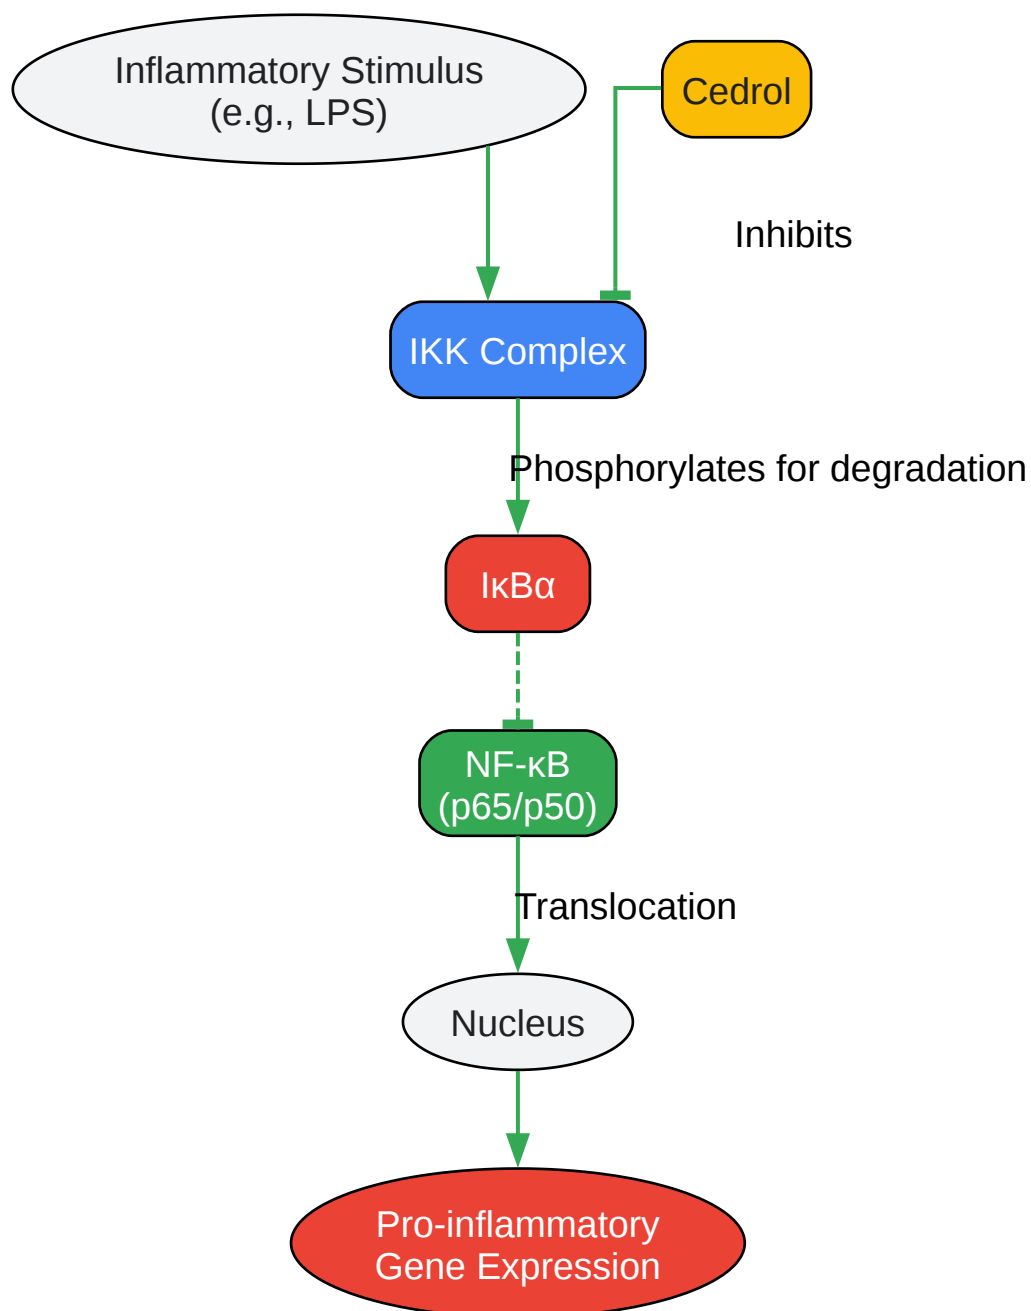 Inflammatory Stimulus
(e.g., LPS)
Cedrol
Inhibits
IKK Complex
Phosphorylates for degradation
IκBα
NF-κB
(p65/p50)
Translocation
Nucleus
Pro-inflammatory
Gene Expression